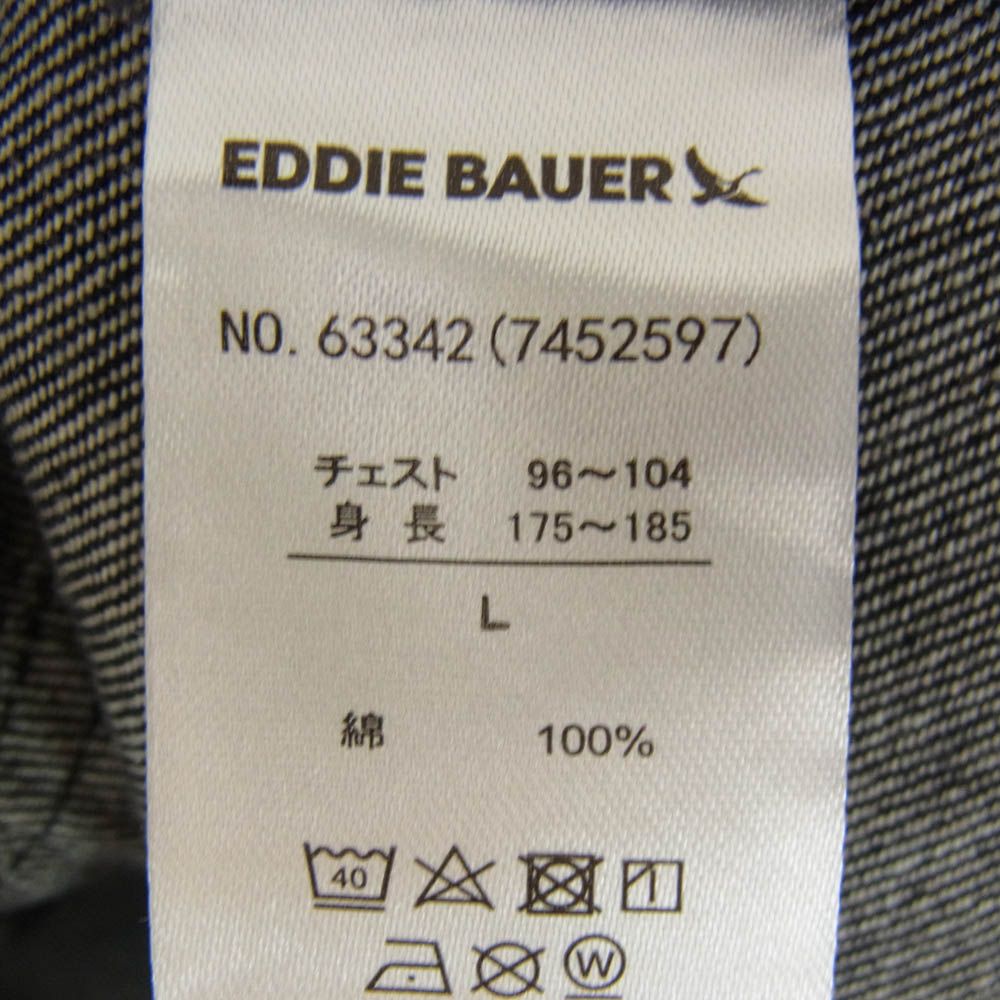 EDDIE BAUER
NO. 63342(7452597)
チェスト 96～104
身 長 175～185
L
綿 100%
40
W